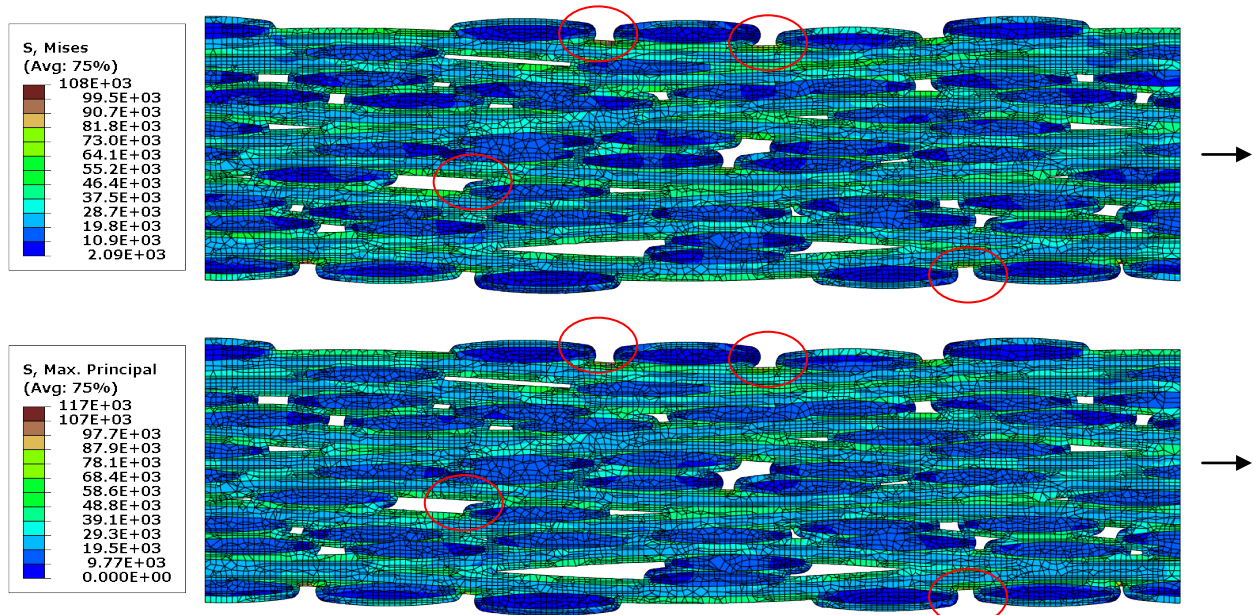 S, Mises
(Avg: 75%)
108E+03
99.5E+03
90.7E+03
81.8E+03
73.0E+03
64.1E+03
55.2E+03
46.4E+03
37.5E+03
28.7E+03
19.8E+03
10.9E+03
2.09E+03
S, Max. Principal
(Avg: 75%)
117E+03
107E+03
97.7E+03
87.9E+03
78.1E+03
68.4E+03
58.6E+03
48.8E+03
39.1E+03
29.3E+03
19.5E+03
9.77E+03
0.000E+00